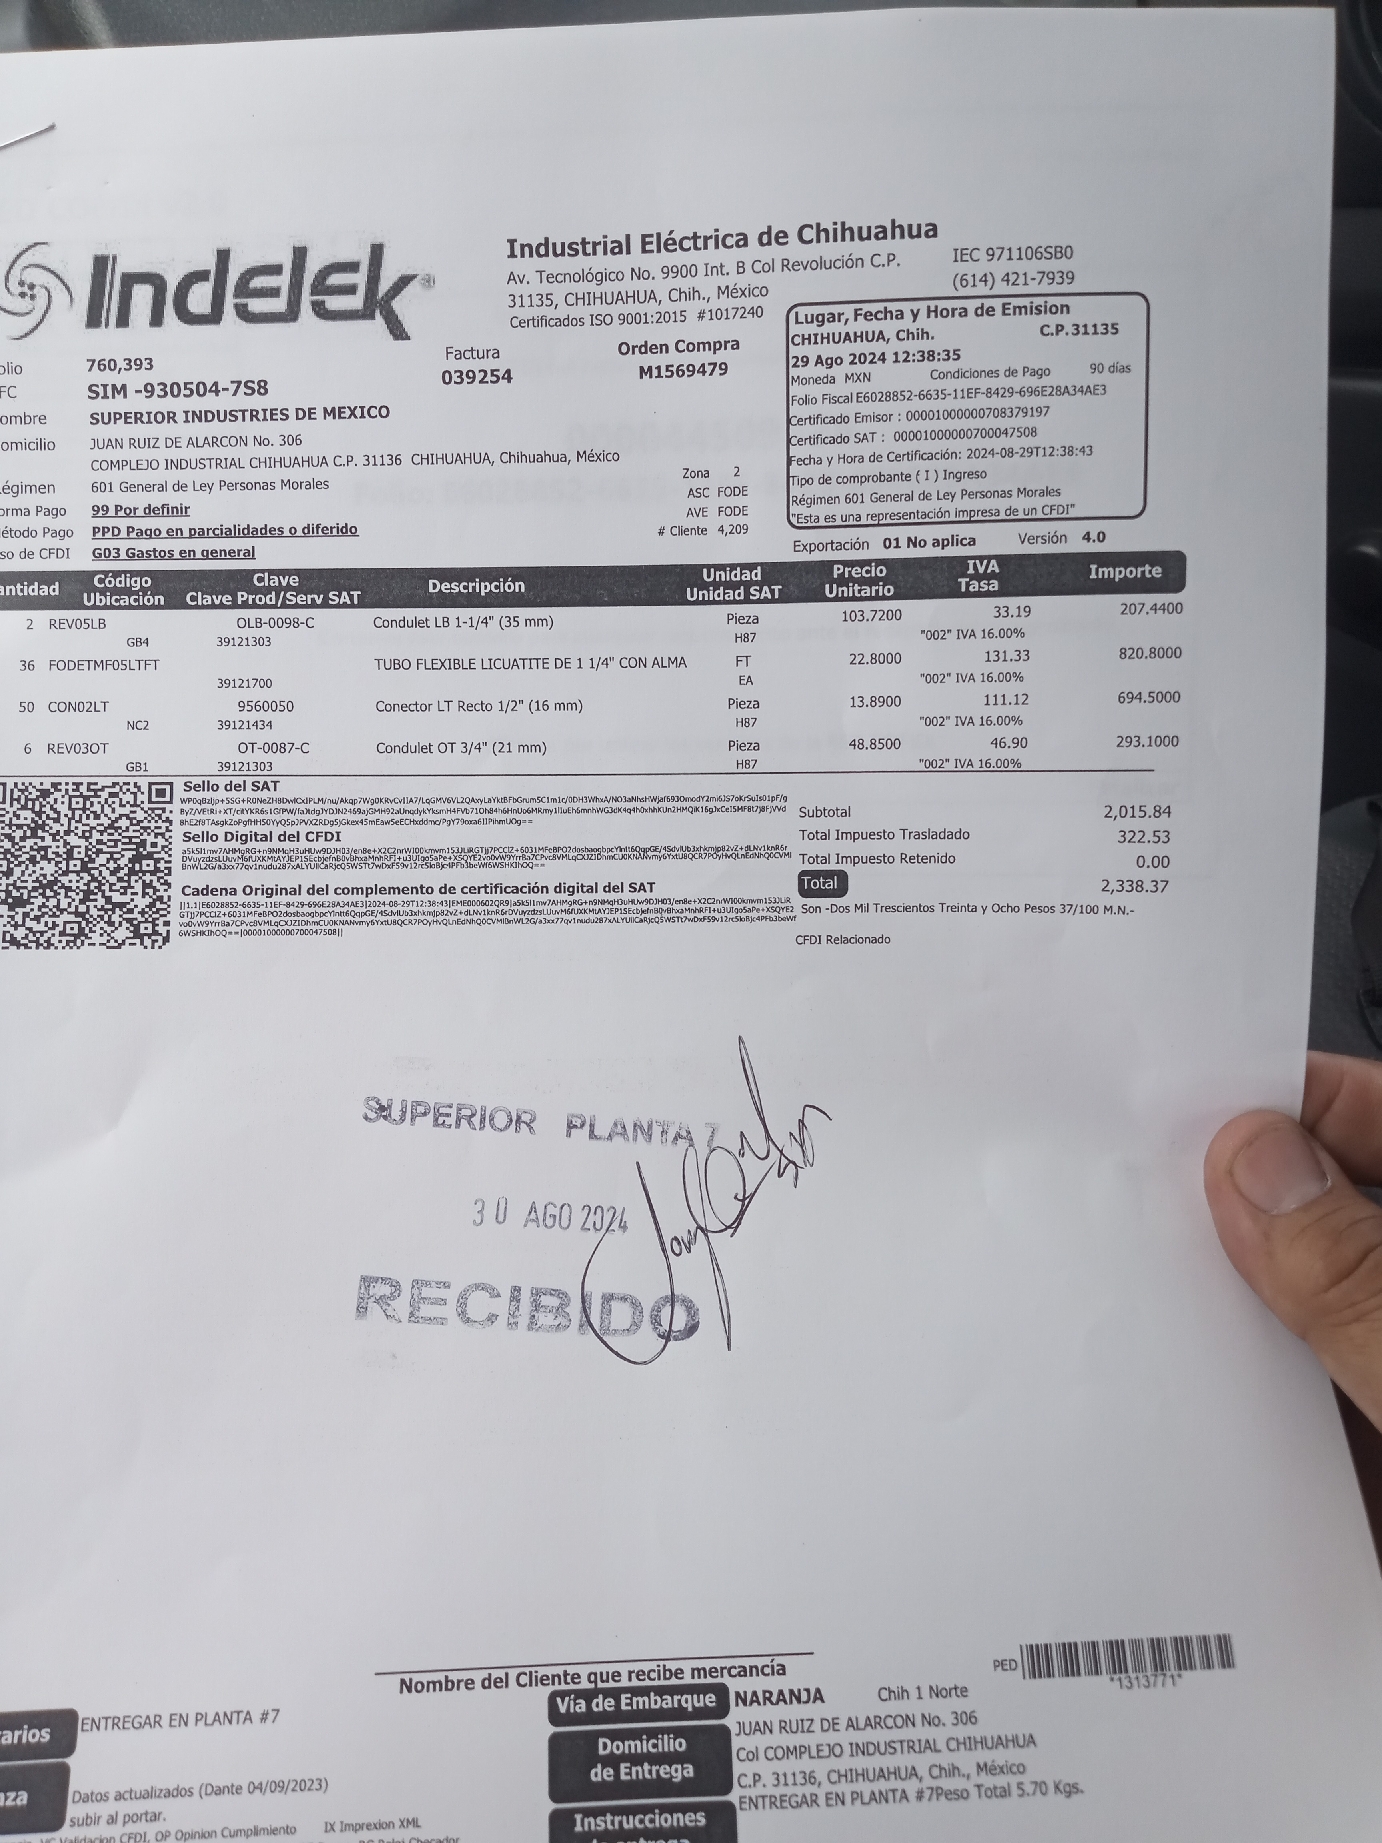 Indelek
Industrial Eléctrica de Chihuahua
Av. Tecnológico No. 9900 Int. B Col Revolución C.P.
31135, CHIHUAHUA, Chih., México
Certificados ISO 9001:2015 #1017240
IEC 971106SB0
(614) 421-7939
Lugar, Fecha y Hora de Emision
CHIHUAHUA, Chih. C.P.31135
29 Ago 2024 12:38:35
Moneda MXN Condiciones de Pago 90 días
Folio Fiscal E6028852-6635-11EF-8429-696E28A34AE3
Certificado Emisor : 00001000000708379197
Certificado SAT : 00001000000700047508
Fecha y Hora de Certificación: 2024-08-29T12:38:43
Tipo de comprobante ( I ) Ingreso
Régimen 601 General de Ley Personas Morales
"Esta es una representación impresa de un CFDI"
olio 760,393
Factura
039254
Orden Compra
M1569479
FC SIM -930504-7S8
ombre SUPERIOR INDUSTRIES DE MEXICO
omicilio JUAN RUIZ DE ALARCON No. 306
COMPLEJO INDUSTRIAL CHIHUAHUA C.P. 31136 CHIHUAHUA, Chihuahua, México
égimen 601 General de Ley Personas Morales
orma Pago 99 Por definir
étodo Pago PPD Pago en parcialidades o diferido
so de CFDI G03 Gastos en general
Zona 2
ASC FODE
AVE FODE
# Cliente 4,209
Exportación 01 No aplica Versión 4.0
antidad Código Ubicación Clave Clave Prod/Serv SAT Descripción Unidad Unidad SAT Precio Unitario IVA Tasa Importe
2 REV05LB OLB-0098-C Condulet LB 1-1/4" (35 mm) Pieza 103.7200 33.19 207.4400
GB4 39121303 H87 "002" IVA 16.00%
36 FODETMF05LTFT TUBO FLEXIBLE LICUATITE DE 1 1/4" CON ALMA FT 22.8000 131.33 820.8000
39121700 EA "002" IVA 16.00%
50 CON02LT 9560050 Conector LT Recto 1/2" (16 mm) Pieza 13.8900 111.12 694.5000
NC2 39121434 H87 "002" IVA 16.00%
6 REV03OT OT-0087-C Condulet OT 3/4" (21 mm) Pieza 48.8500 46.90 293.1000
GB1 39121303 H87 "002" IVA 16.00%
Sello del SAT
Sello Digital del CFDI
Cadena Original del complemento de certificación digital del SAT
Subtotal 2,015.84
Total Impuesto Trasladado 322.53
Total Impuesto Retenido 0.00
Total 2,338.37
Son -Dos Mil Trescientos Treinta y Ocho Pesos 37/100 M.N.-
CFDI Relacionado
SUPERIOR PLANTA 7
30 AGO 2024
RECIBIDO
Nombre del Cliente que recibe mercancía
PED
*1313771*
arios ENTREGAR EN PLANTA #7
Vía de Embarque NARANJA Chih 1 Norte
Domicilio de Entrega
JUAN RUIZ DE ALARCON No. 306
Col COMPLEJO INDUSTRIAL CHIHUAHUA
C.P. 31136, CHIHUAHUA, Chih., México
ENTREGAR EN PLANTA #7Peso Total 5.70 Kgs.
nza Datos actualizados (Dante 04/09/2023)
subir al portar.
Validacion CFDI, OP Opinion Cumplimiento IX Imprexion XML
Instrucciones